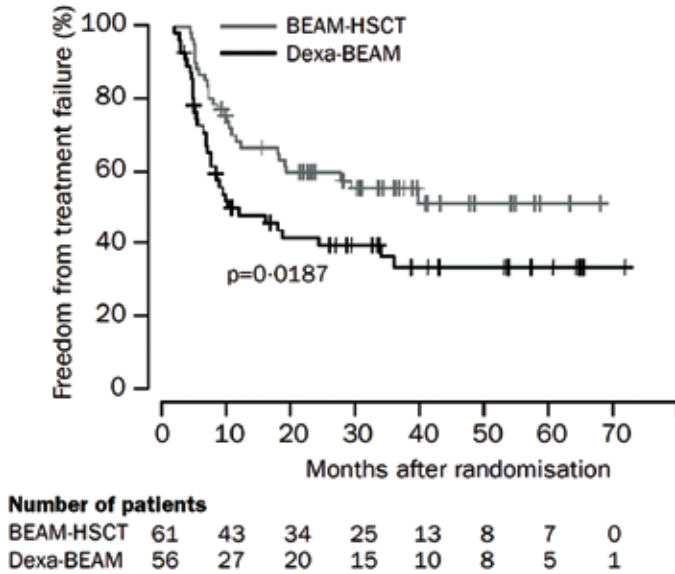 Freedom from treatment failure (%)
100
80
60
40
20
0
BEAM-HSCT
Dexa-BEAM
p=0·0187
0 10 20 30 40 50 60 70
Months after randomisation
Number of patients
BEAM-HSCT 61 43 34 25 13 8 7 0
Dexa-BEAM 56 27 20 15 10 8 5 1